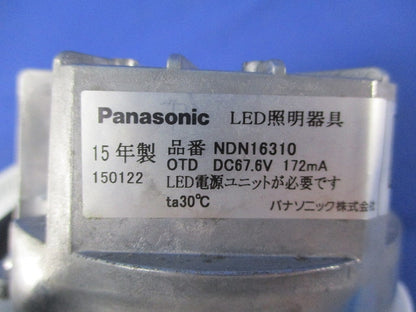 Panasonic LED照明器具
15年製 品番 NDN16310
OTD DC67.6V 172mA
150122 LED電源ユニットが必要です
ta30℃ パナソニック株式会社